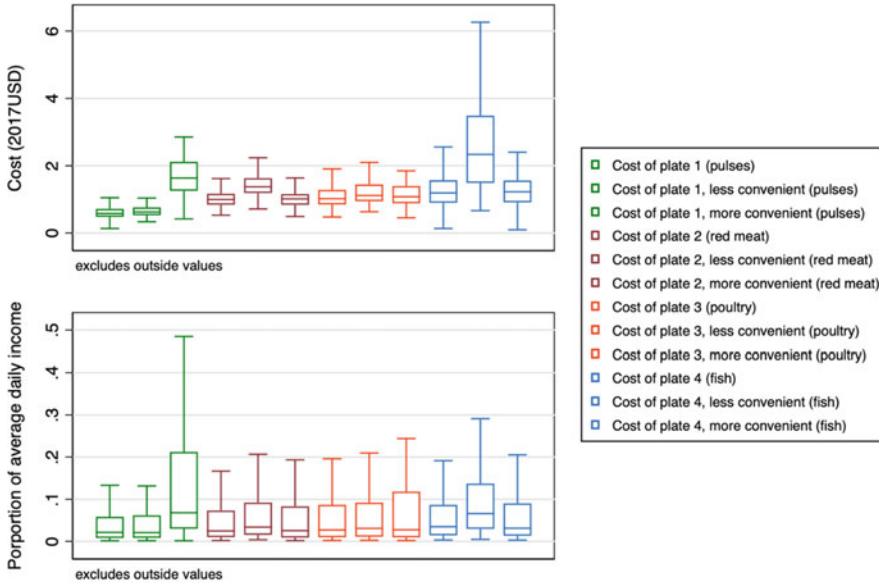 Cost (2017USD)
6
4
2
0
excludes outside values
Porportion of average daily income
.5
.4
.3
.2
.1
0
excludes outside values
Cost of plate 1 (pulses)
Cost of plate 1, less convenient (pulses)
Cost of plate 1, more convenient (pulses)
Cost of plate 2 (red meat)
Cost of plate 2, less convenient (red meat)
Cost of plate 2, more convenient (red meat)
Cost of plate 3 (poultry)
Cost of plate 3, less convenient (poultry)
Cost of plate 3, more convenient (poultry)
Cost of plate 4 (fish)
Cost of plate 4, less convenient (fish)
Cost of plate 4, more convenient (fish)